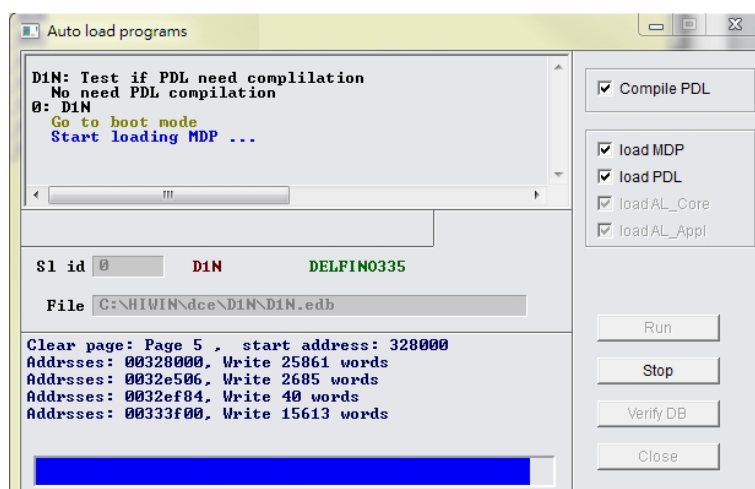 Auto load programs
D1N: Test if PDL need complilation
No need PDL compilation
0: D1N
Go to boot mode
Start loading MDP ...
Compile PDL
load MDP
load PDL
load AL_Core
load AL_Appl
Sl id 0 D1N DELFINO335
File C:\HIWIN\dce\D1N\D1N.edb
Clear page: Page 5 , start address: 328000
Addrsses: 00328000, Write 25861 words
Addrsses: 0032e506, Write 2685 words
Addrsses: 0032ef84, Write 40 words
Addrsses: 00333f00, Write 15613 words
Run
Stop
Verify DB
Close